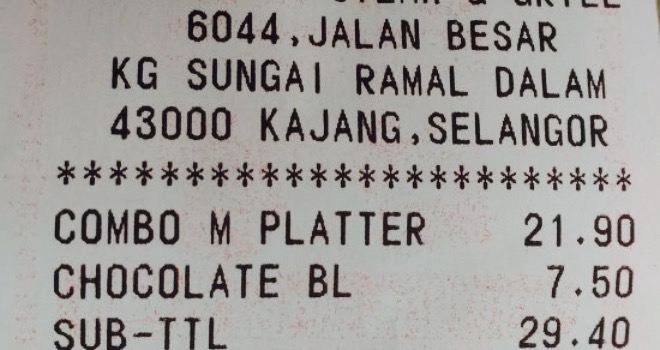 & GRILL
6044,JALAN BESAR
KG SUNGAI RAMAL DALAM
43000 KAJANG,SELANGOR
************************
COMBO M PLATTER 21.90
CHOCOLATE BL 7.50
SUB-TTL 29.40